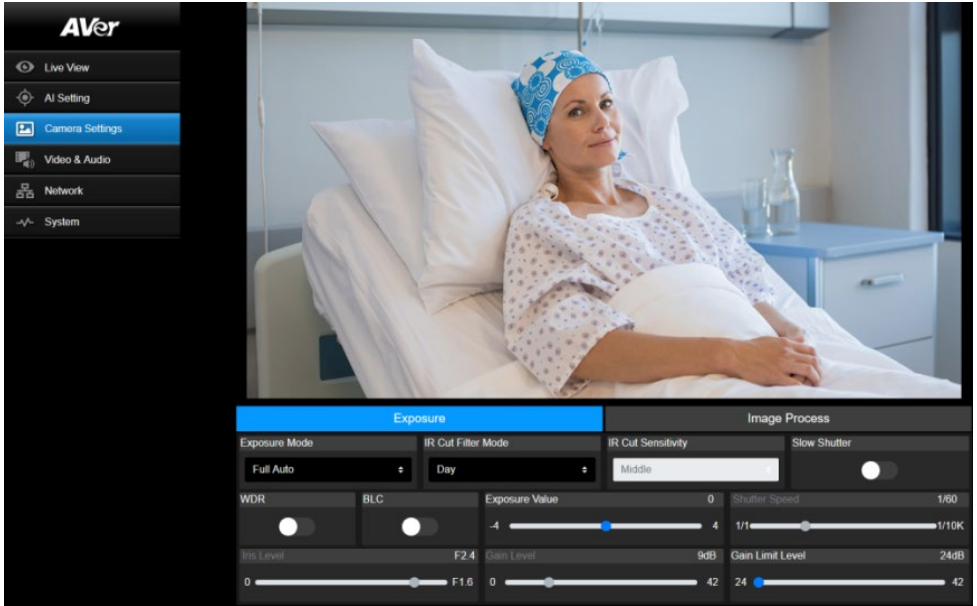 AVer
Live View
AI Setting
Camera Settings
Video & Audio
Network
System
Exposure Image Process
Exposure Mode IR Cut Filter Mode IR Cut Sensitivity Slow Shutter
Full Auto Day Middle
WDR BLC Exposure Value 0 Shutter Speed 1/60
-4 4 1/1 1/10K
Iris Level F2.4 Gain Level 9dB Gain Limit Level 24dB
0 F1.6 0 42 24 42